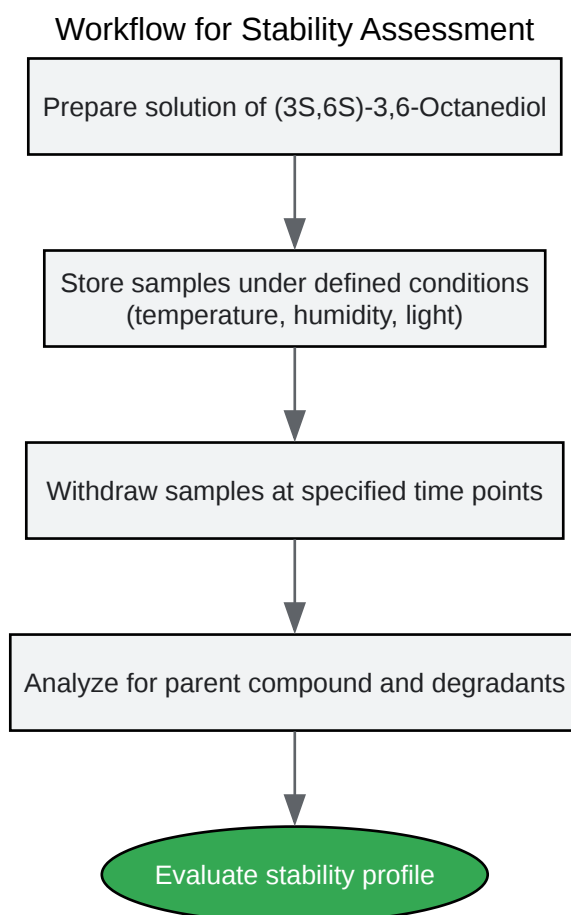 Workflow for Stability Assessment
Prepare solution of (3S,6S)-3,6-Octanediol
Store samples under defined conditions
(temperature, humidity, light)
Withdraw samples at specified time points
Analyze for parent compound and degradants
Evaluate stability profile